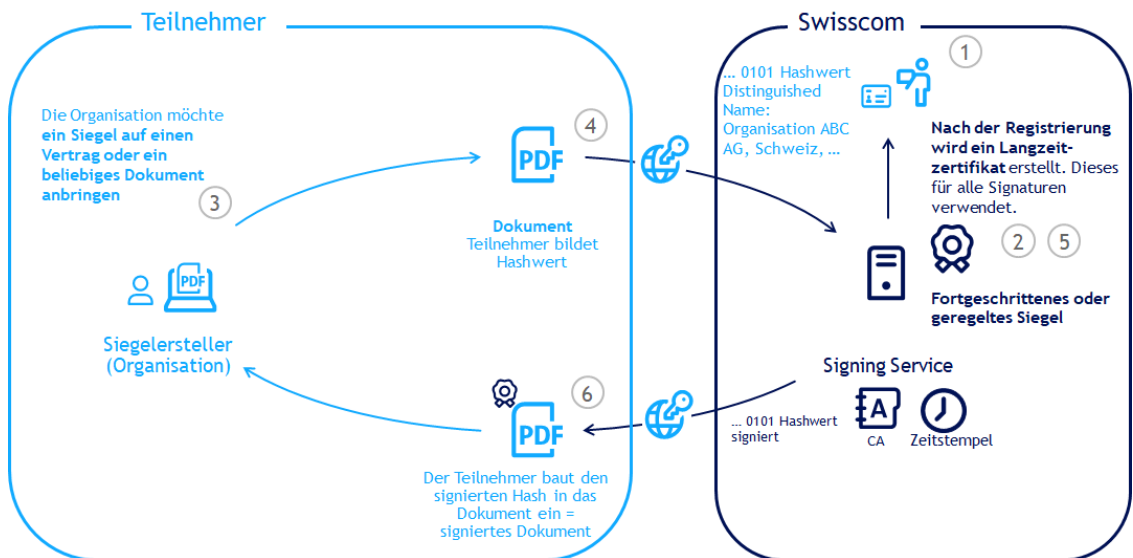 Teilnehmer
Die Organisation möchte
ein Siegel auf einen
Vertrag oder ein
beliebiges Dokument
anbringen
3
PDF
Siegelersteller
(Organisation)
4
PDF
Dokument
Teilnehmer bildet
Hashwert
6
PDF
Der Teilnehmer baut den
signierten Hash in das
Dokument ein =
signiertes Dokument
Swisscom
1
... 0101 Hashwert
Distinguished
Name:
Organisation ABC
AG, Schweiz, ...
Nach der Registrierung
wird ein Langzeit-
zertifikat erstellt. Dieses
für alle Signaturen
verwendet.
2 5
Fortgeschrittenes oder
geregeltes Siegel
Signing Service
A
CA
Zeitstempel
... 0101 Hashwert
signiert